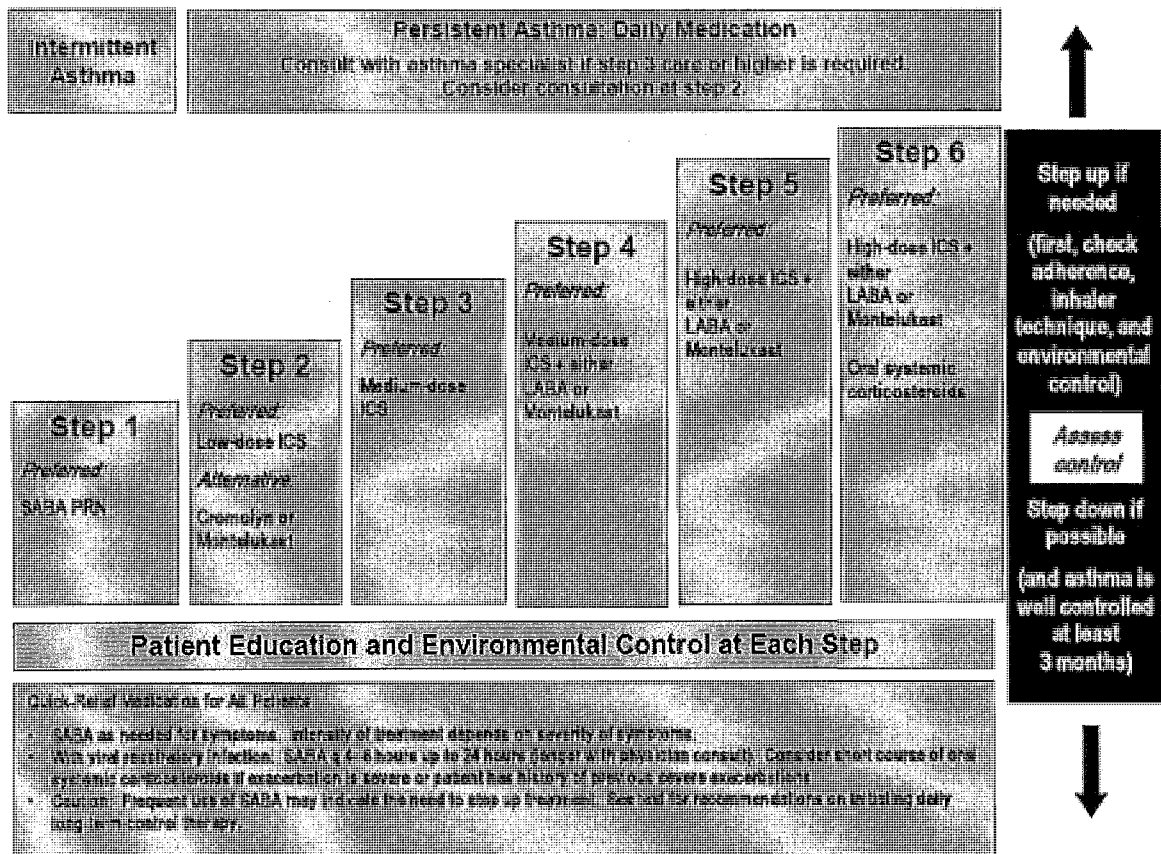 Intermittent
Asthma
Persistent Asthma: Daily Medication
Consult with asthma specialist if step 3 care or higher is required.
Consider consultation at step 2.
Step 1
Preferred:
SABA PRN
Step 2
Preferred:
Low-dose ICS
Alternative
Cromolyn or
Montelukast
Step 3
Preferred:
Medium-dose
ICS
Step 4
Preferred:
Medium-dose
ICS + either
LABA or
Montelukast
Step 5
Preferred:
High-dose ICS +
either
LABA or
Montelukast
Step 6
Preferred:
High-dose ICS +
either
LABA or
Montelukast
Oral systemic
corticosteroids
Step up if
needed
(first, check
adherence,
inhaler
technique, and
environmental
control)
Assess
control
Step down if
possible
(and asthma is
well controlled
at least
3 months)
Patient Education and Environmental Control at Each Step
Quick-Relief Medication for All Patients
• SABA as needed for symptoms. Intensity of treatment depends on severity of symptoms.
• With viral respiratory infection: SABA q 4–6 hours up to 24 hours (longer with physician consult). Consider short course of oral
systemic corticosteroids if exacerbation is severe or patient has history of previous severe exacerbations
• Caution: Frequent use of SABA may indicate the need to step up treatment. See text for recommendations on initiating daily
long-term-control therapy.